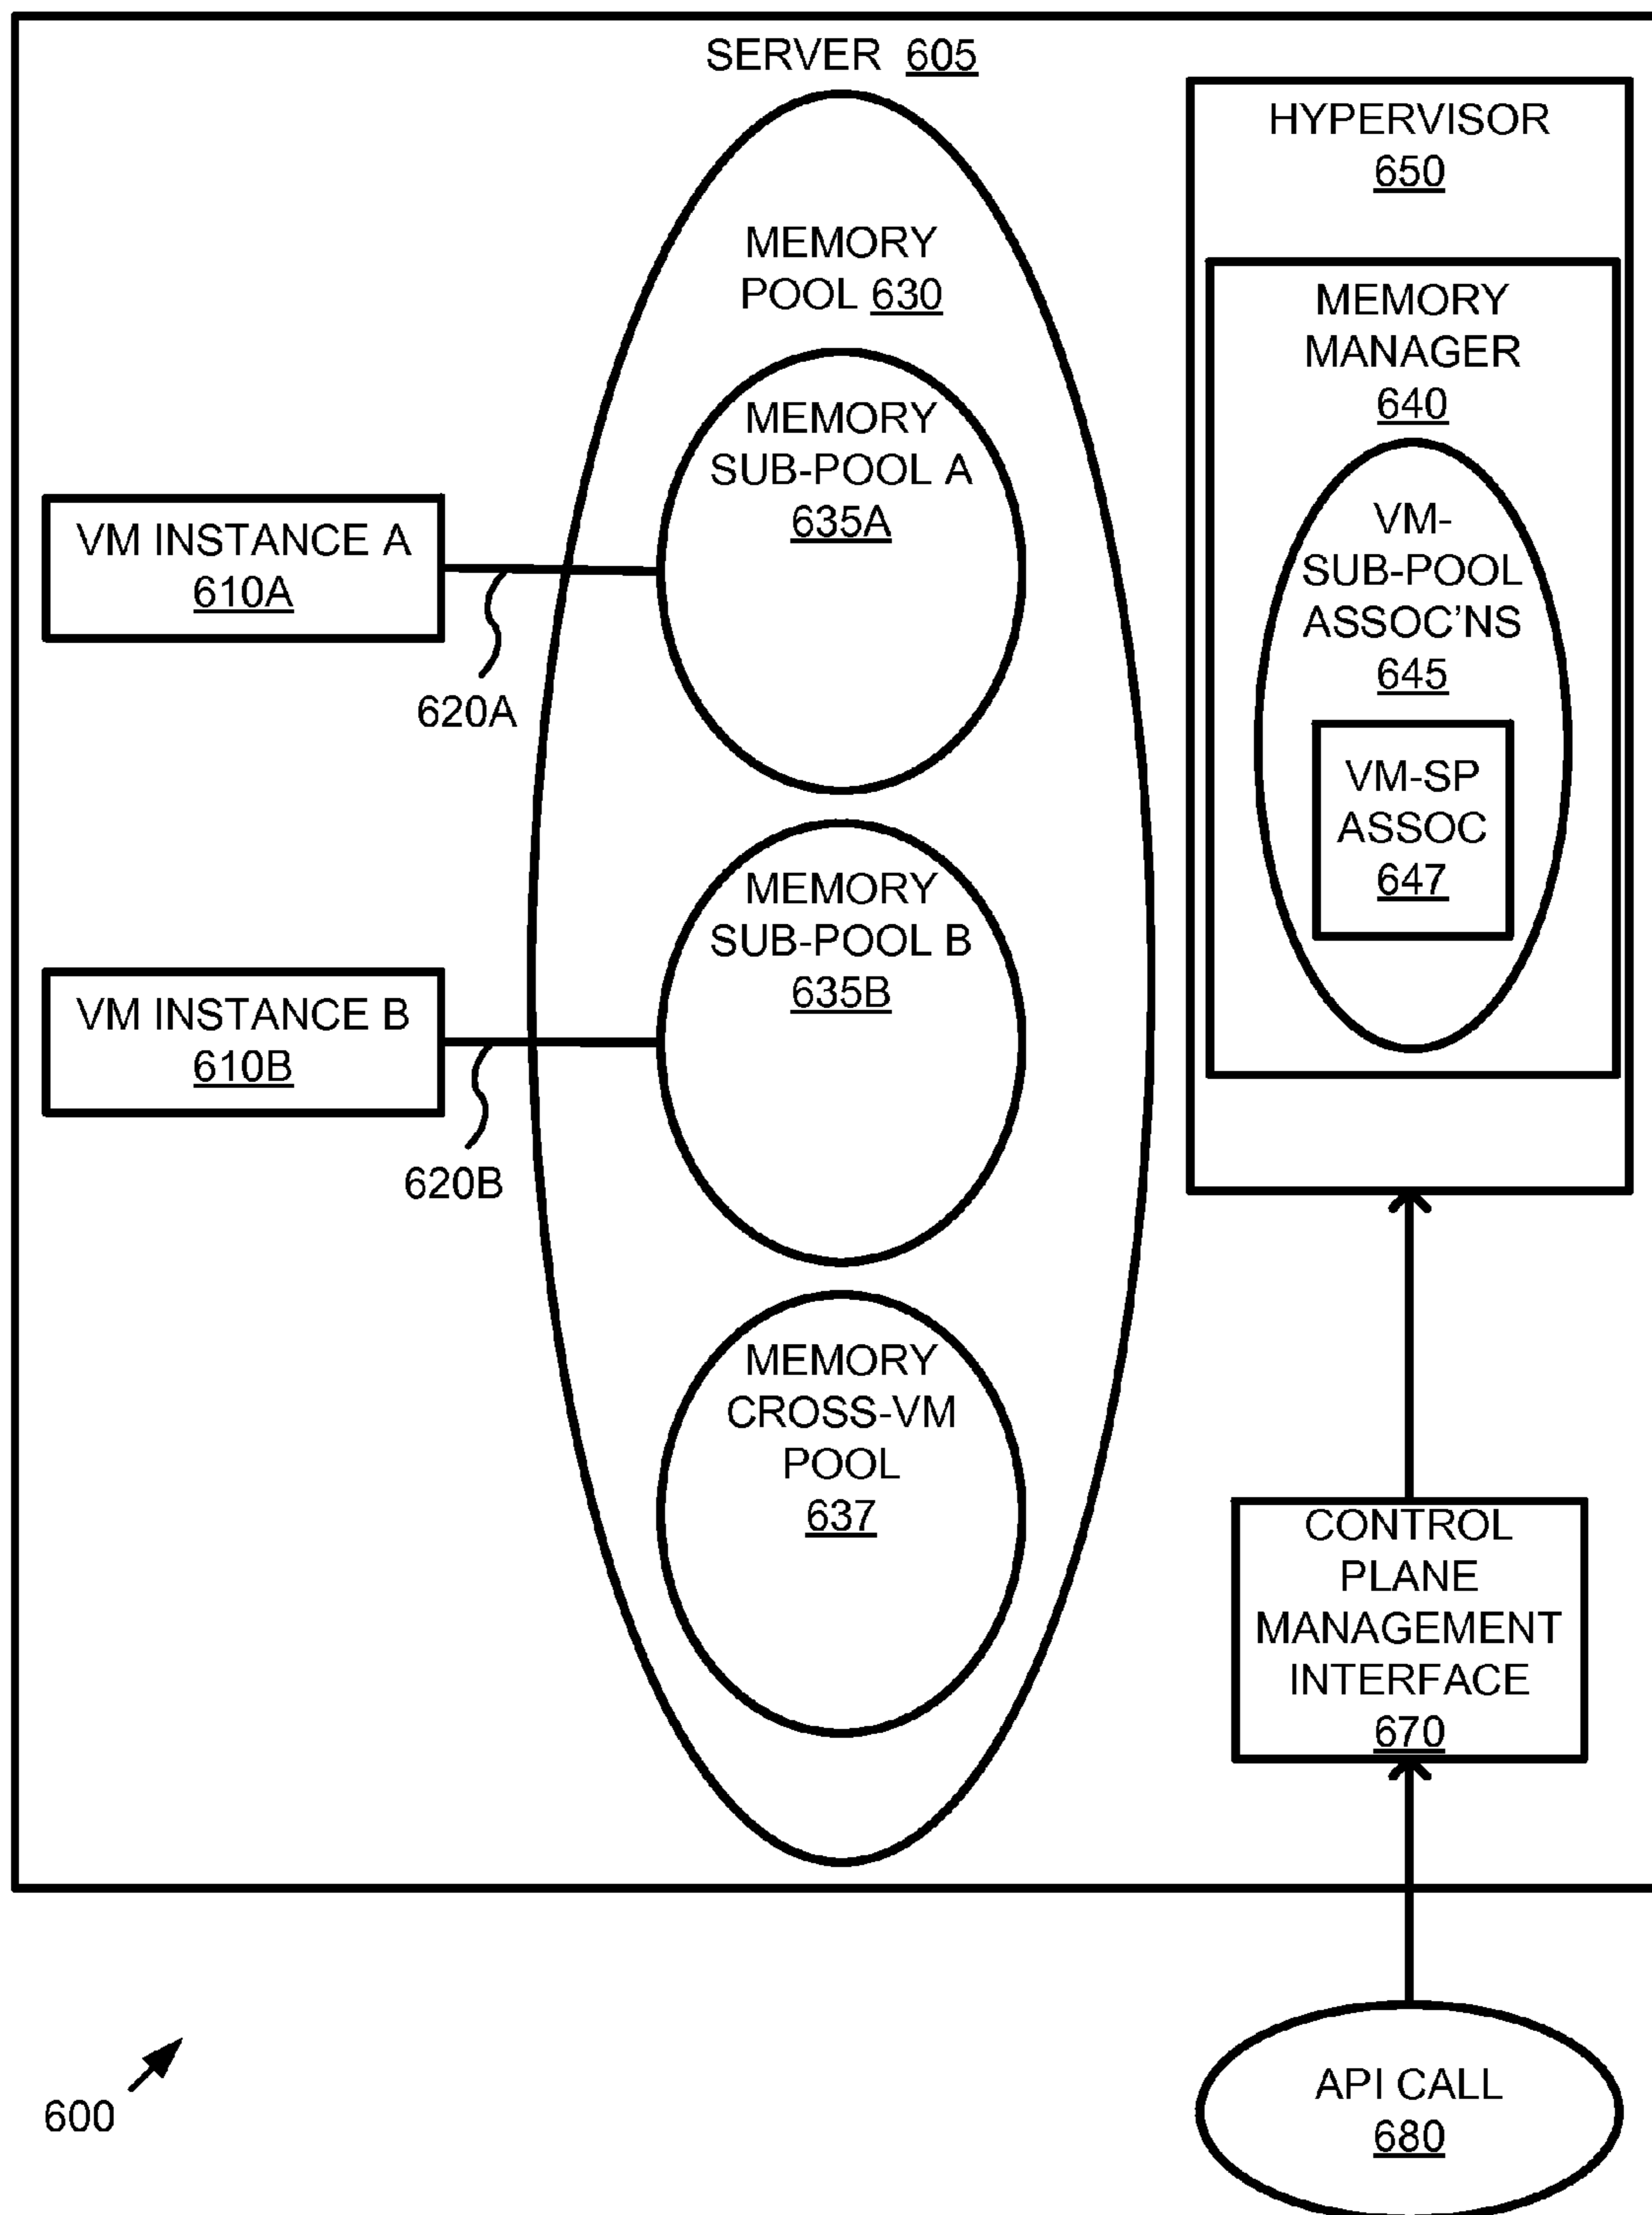 SERVER 605
HYPERVISOR
650
MEMORY
POOL 630
MEMORY
MANAGER
640
MEMORY
SUB-POOL A
635A
VM INSTANCE A
610A
620A
VM-
SUB-POOL
ASSOC'NS
645
VM-SP
ASSOC
647
MEMORY
SUB-POOL B
635B
VM INSTANCE B
610B
620B
MEMORY
CROSS-VM
POOL
637
CONTROL
PLANE
MANAGEMENT
INTERFACE
670
API CALL
680
600